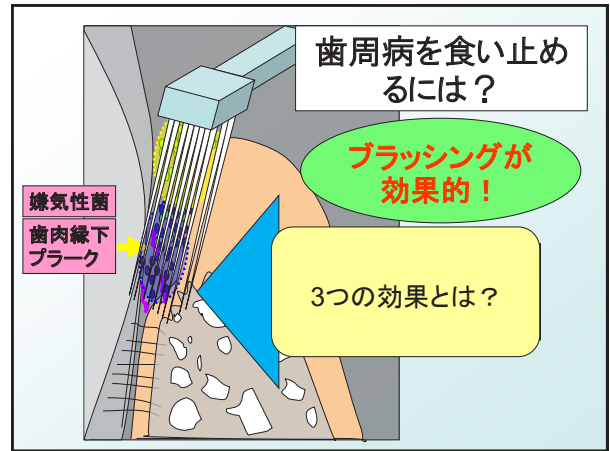 歯周病を食い止め
るには？
ブラッシングが
効果的！
嫌気性菌
歯肉縁下
プラーク
3つの効果とは？